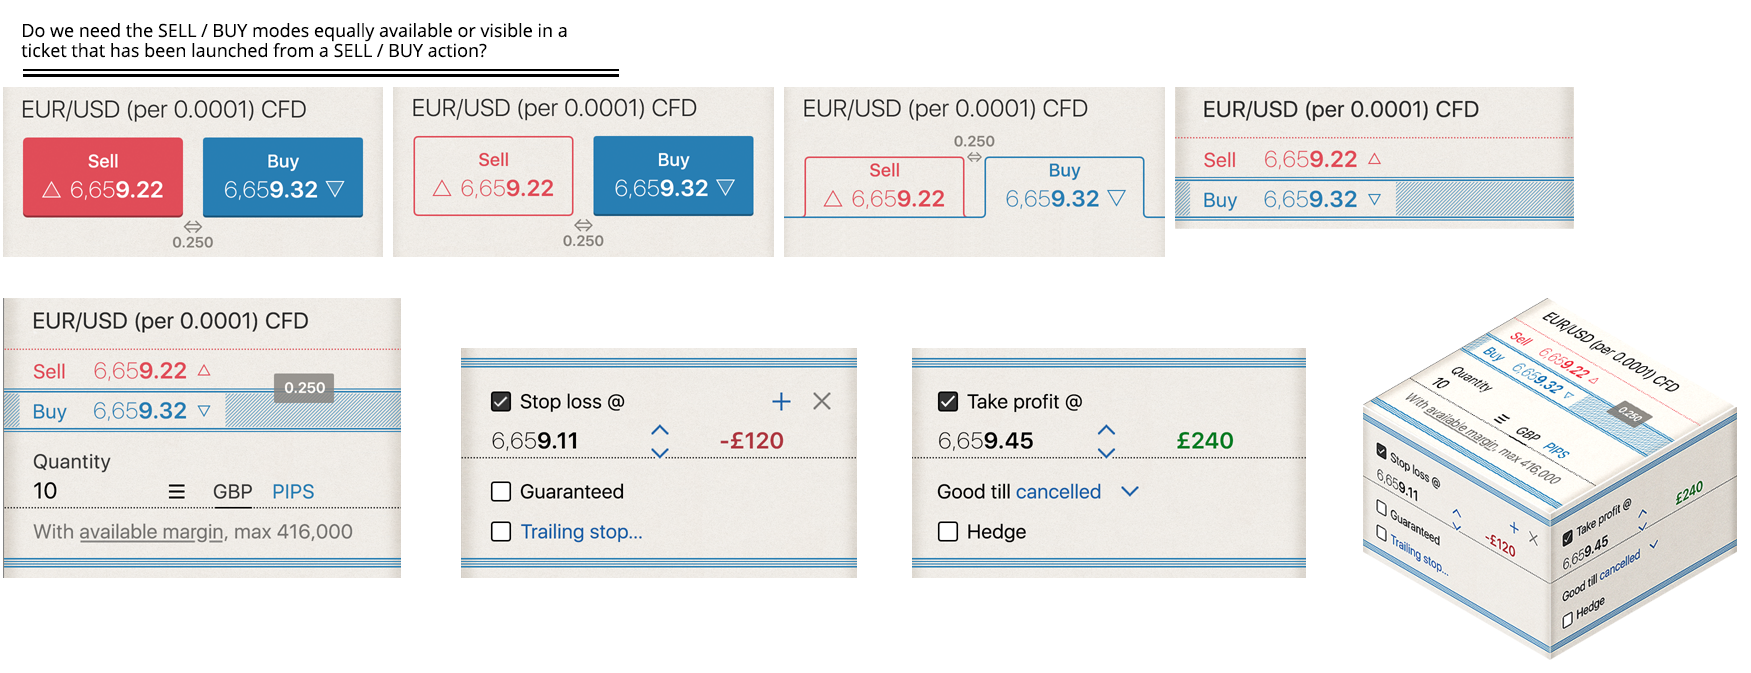 Do we need the SELL / BUY modes equally available or visible in a
ticket that has been launched from a SELL / BUY action?
EUR/USD (per 0.0001) CFD
Sell
△ 6,659.22
Buy
6,659.32 ▽
0.250
EUR/USD (per 0.0001) CFD
Sell
△ 6,659.22
Buy
6,659.32 ▽
0.250
EUR/USD (per 0.0001) CFD
0.250
Sell
△ 6,659.22
Buy
6,659.32 ▽
EUR/USD (per 0.0001) CFD
Sell 6,659.22 △
Buy 6,659.32 ▽
EUR/USD (per 0.0001) CFD
Sell 6,659.22 △
0.250
Buy 6,659.32 ▽
Quantity
10 GBP PIPS
With available margin, max 416,000
Stop loss @
6,659.11 -£120
Guaranteed
Trailing stop...
Take profit @
6,659.45 £240
Good till cancelled
Hedge
EUR/USD (per 0.0001) CFD
Sell 6,659.22 △
Buy 6,659.32 ▽
0.250
Quantity
10 GBP PIPS
With available margin, max 416,000
Stop loss @
6,659.11 -£120
Guaranteed
Trailing stop...
Take profit @
6,659.45 £240
Good till cancelled
Hedge